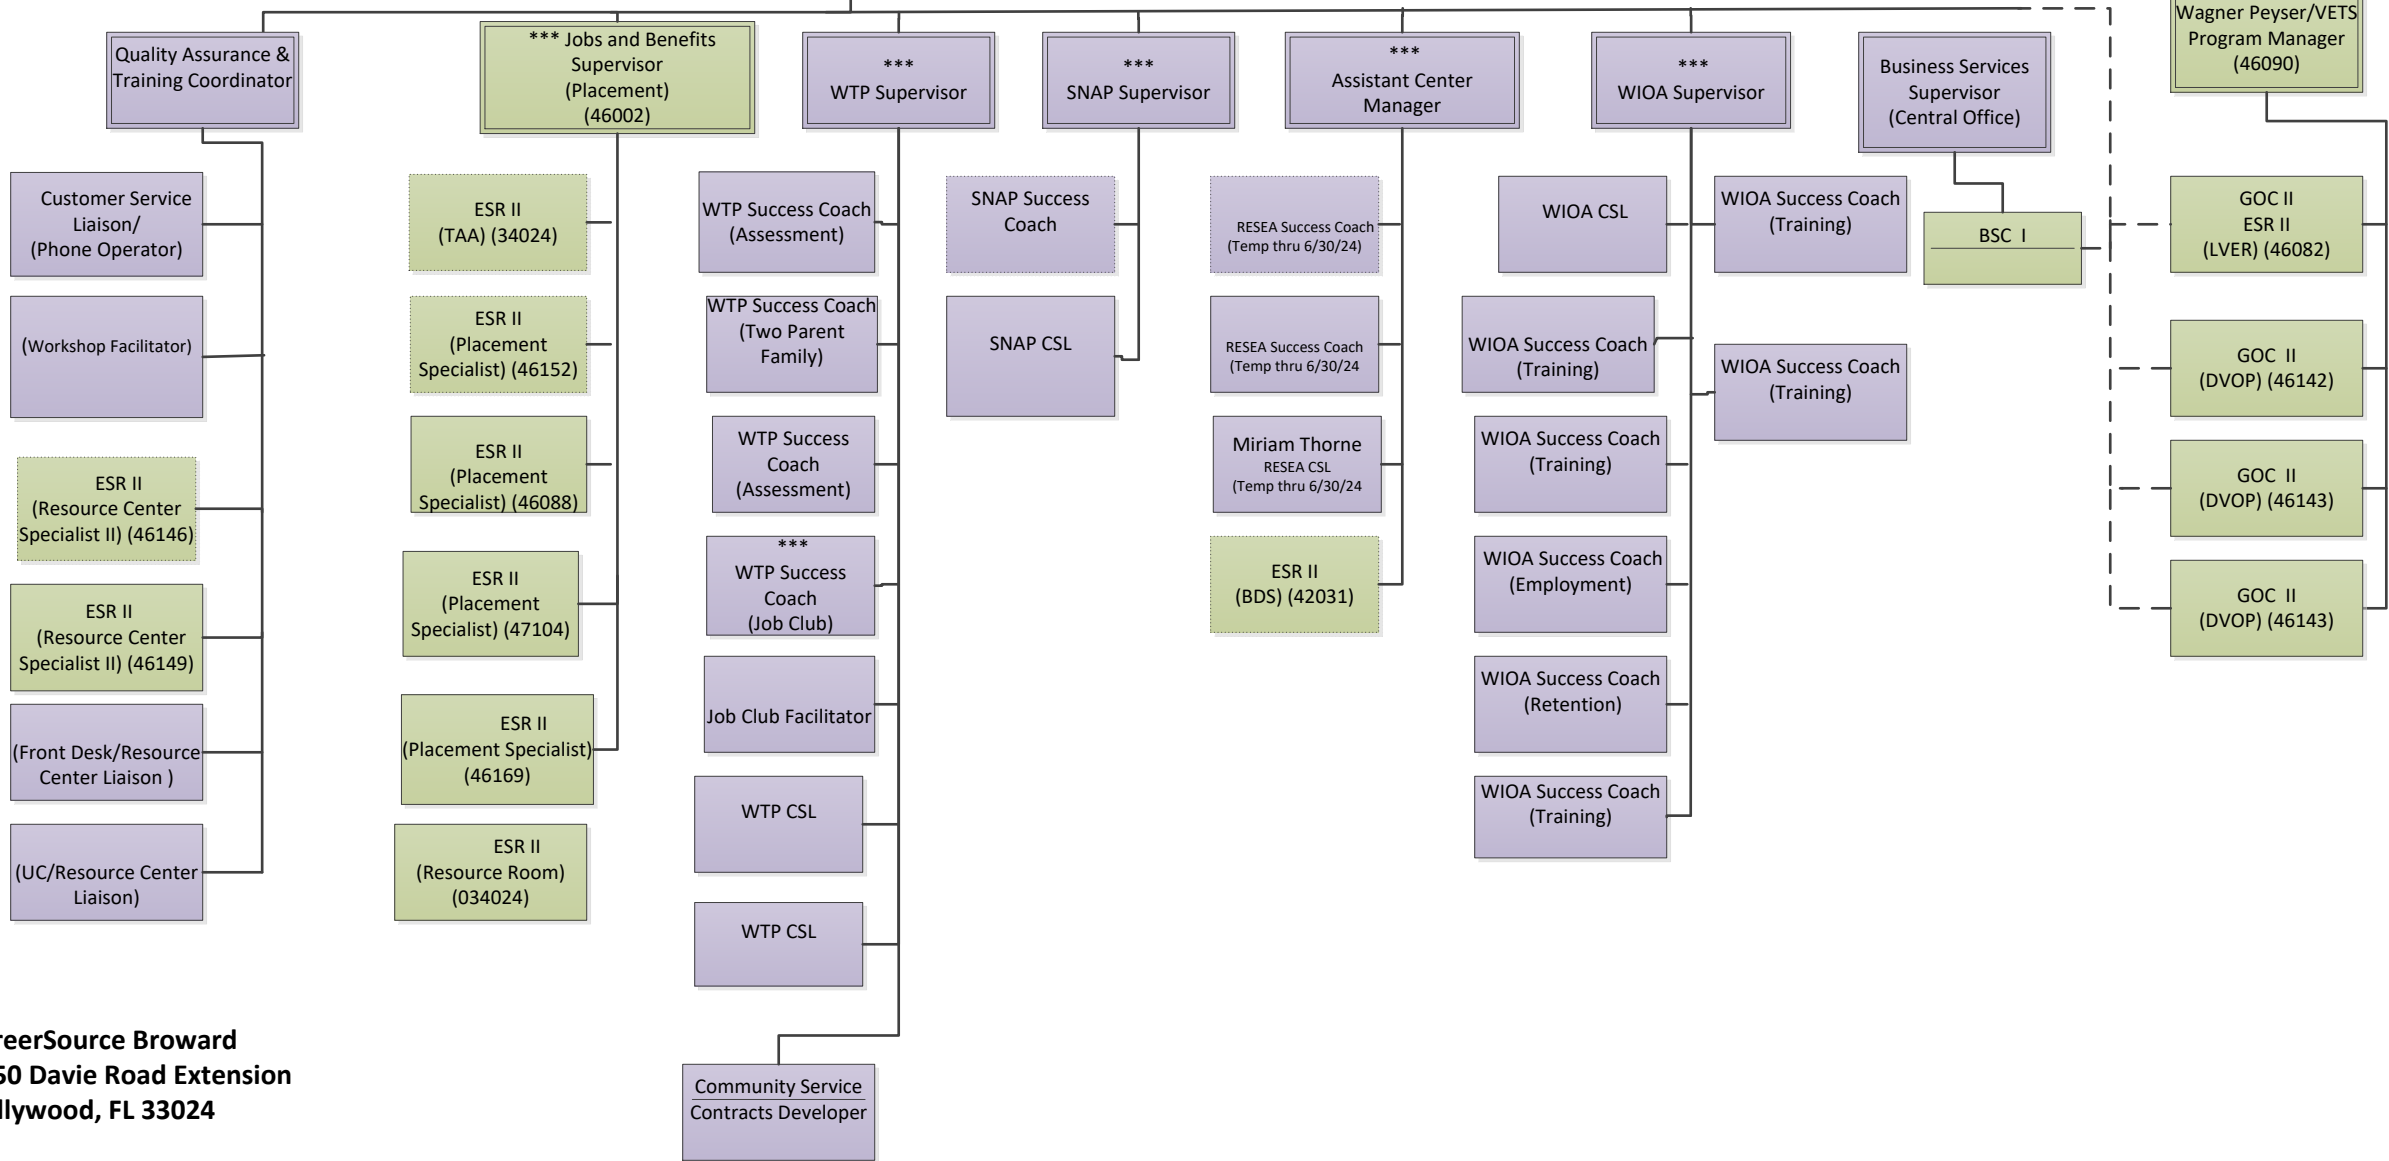 Quality Assurance &
Training Coordinator
*** Jobs and Benefits
Supervisor
(Placement)
(46002)
***
WTP Supervisor
***
SNAP Supervisor
***
Assistant Center
Manager
***
WIOA Supervisor
Business Services
Supervisor
(Central Office)
Wagner Peyser/VETS
Program Manager
(46090)
Customer Service
Liaison/
(Phone Operator)
(Workshop Facilitator)
ESR II
(Resource Center
Specialist II) (46146)
ESR II
(Resource Center
Specialist II) (46149)
(Front Desk/Resource
Center Liaison )
(UC/Resource Center
Liaison)
ESR II
(TAA) (34024)
ESR II
(Placement
Specialist) (46152)
ESR II
(Placement
Specialist) (46088)
ESR II
(Placement
Specialist) (47104)
ESR II
(Placement Specialist)
(46169)
ESR II
(Resource Room)
(034024)
WTP Success Coach
(Assessment)
WTP Success Coach
(Two Parent
Family)
WTP Success
Coach
(Assessment)
***
WTP Success
Coach
(Job Club)
Job Club Facilitator
WTP CSL
WTP CSL
Community Service
Contracts Developer
SNAP Success
Coach
SNAP CSL
RESEA Success Coach
(Temp thru 6/30/24)
RESEA Success Coach
(Temp thru 6/30/24
Miriam Thorne
RESEA CSL
(Temp thru 6/30/24
ESR II
(BDS) (42031)
WIOA CSL
WIOA Success Coach
(Training)
WIOA Success Coach
(Training)
WIOA Success Coach
(Training)
WIOA Success Coach
(Training)
WIOA Success Coach
(Employment)
WIOA Success Coach
(Retention)
WIOA Success Coach
(Training)
BSC I
GOC II
ESR II
(LVER) (46082)
GOC II
(DVOP) (46142)
GOC II
(DVOP) (46143)
GOC II
(DVOP) (46143)
reerSource Broward
50 Davie Road Extension
llywood, FL 33024